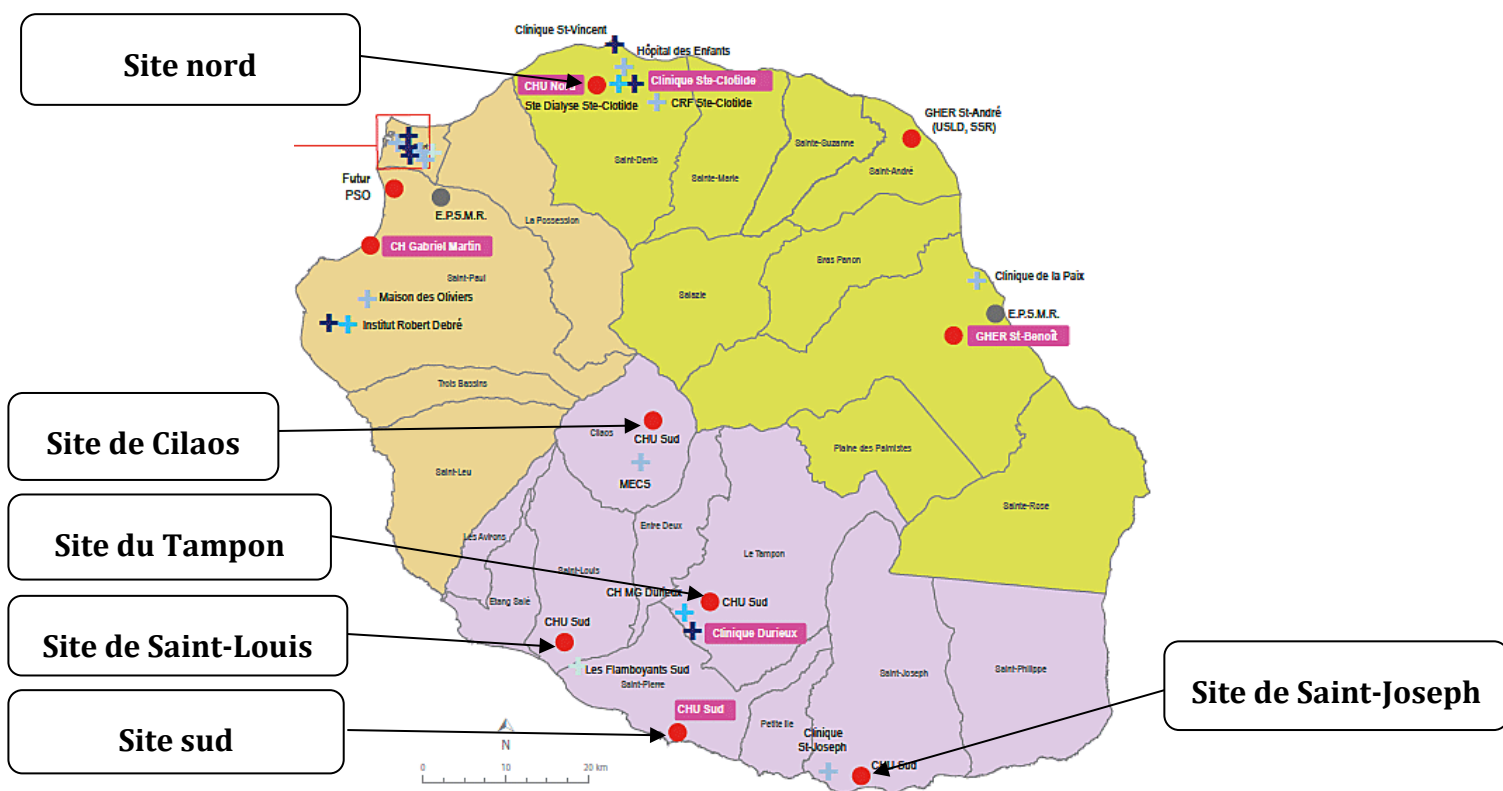 Clinique St-Vincent
Site nord
Hôpital des Enfants
CHU Nord
Clinique Ste-Clotilde
Ste Dialyse Ste-Clotilde
CRF Ste-Clotilde
GHER St-André
(USLD, SSR)
Sainte-Suzanne
Saint-Denis
Sainte-Marie
Saint-André
Futur
PSO
E.P.S.M.R.
La Possession
CH Gabriel Martin
Saint-Paul
Bras Panon
Clinique de la Paix
Maison des Oliviers
Salazie
E.P.S.M.R.
Institut Robert Debré
GHER St-Benoît
Trois Bassins
Site de Cilaos
Cilaos
CHU Sud
Plaine des Palmistes
Saint-Leu
MECS
Sainte-Rose
Entre Deux
Les Avirons
Site du Tampon
Le Tampon
Saint-Louis
CH MG Durieux
Etang Salé
CHU Sud
CHU Sud
Clinique Durieux
Site de Saint-Louis
Les Flamboyants Sud
Saint-Pierre
Saint-Joseph
Saint-Philippe
Site de Saint-Joseph
CHU Sud
Petite Ile
Site sud
Clinique
St-Joseph
N
CHU Sud
0 10 20 km